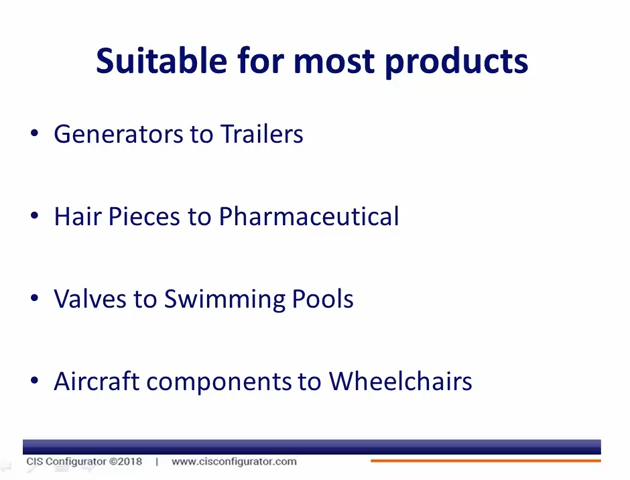 Suitable for most products
• Generators to Trailers
• Hair Pieces to Pharmaceutical
• Valves to Swimming Pools
• Aircraft components to Wheelchairs
CIS Configurator ©2018 | www.cisconfigurator.com